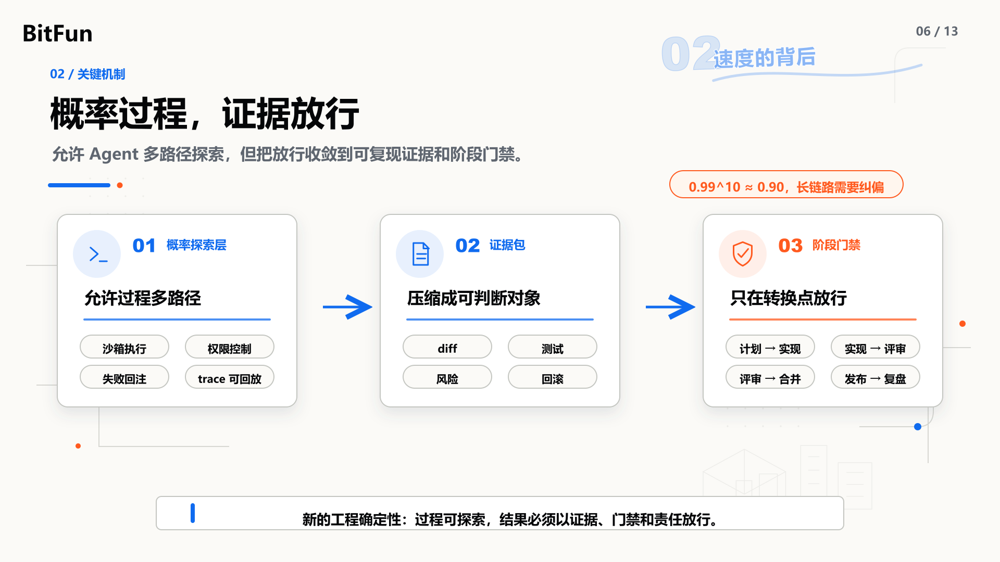 BitFun
06 / 13
02 速度的背后
02 / 关键机制
概率过程，证据放行
允许 Agent 多路径探索，但把放行收敛到可复现证据和阶段门禁。
0.99^10 ≈ 0.90，长链路需要纠偏
01 概率探索层
允许过程多路径
沙箱执行 权限控制
失败回注 trace 可回放
02 证据包
压缩成可判断对象
diff 测试
风险 回滚
03 阶段门禁
只在转换点放行
计划 → 实现 实现 → 评审
评审 → 合并 发布 → 复盘
新的工程确定性：过程可探索，结果必须以证据、门禁和责任放行。